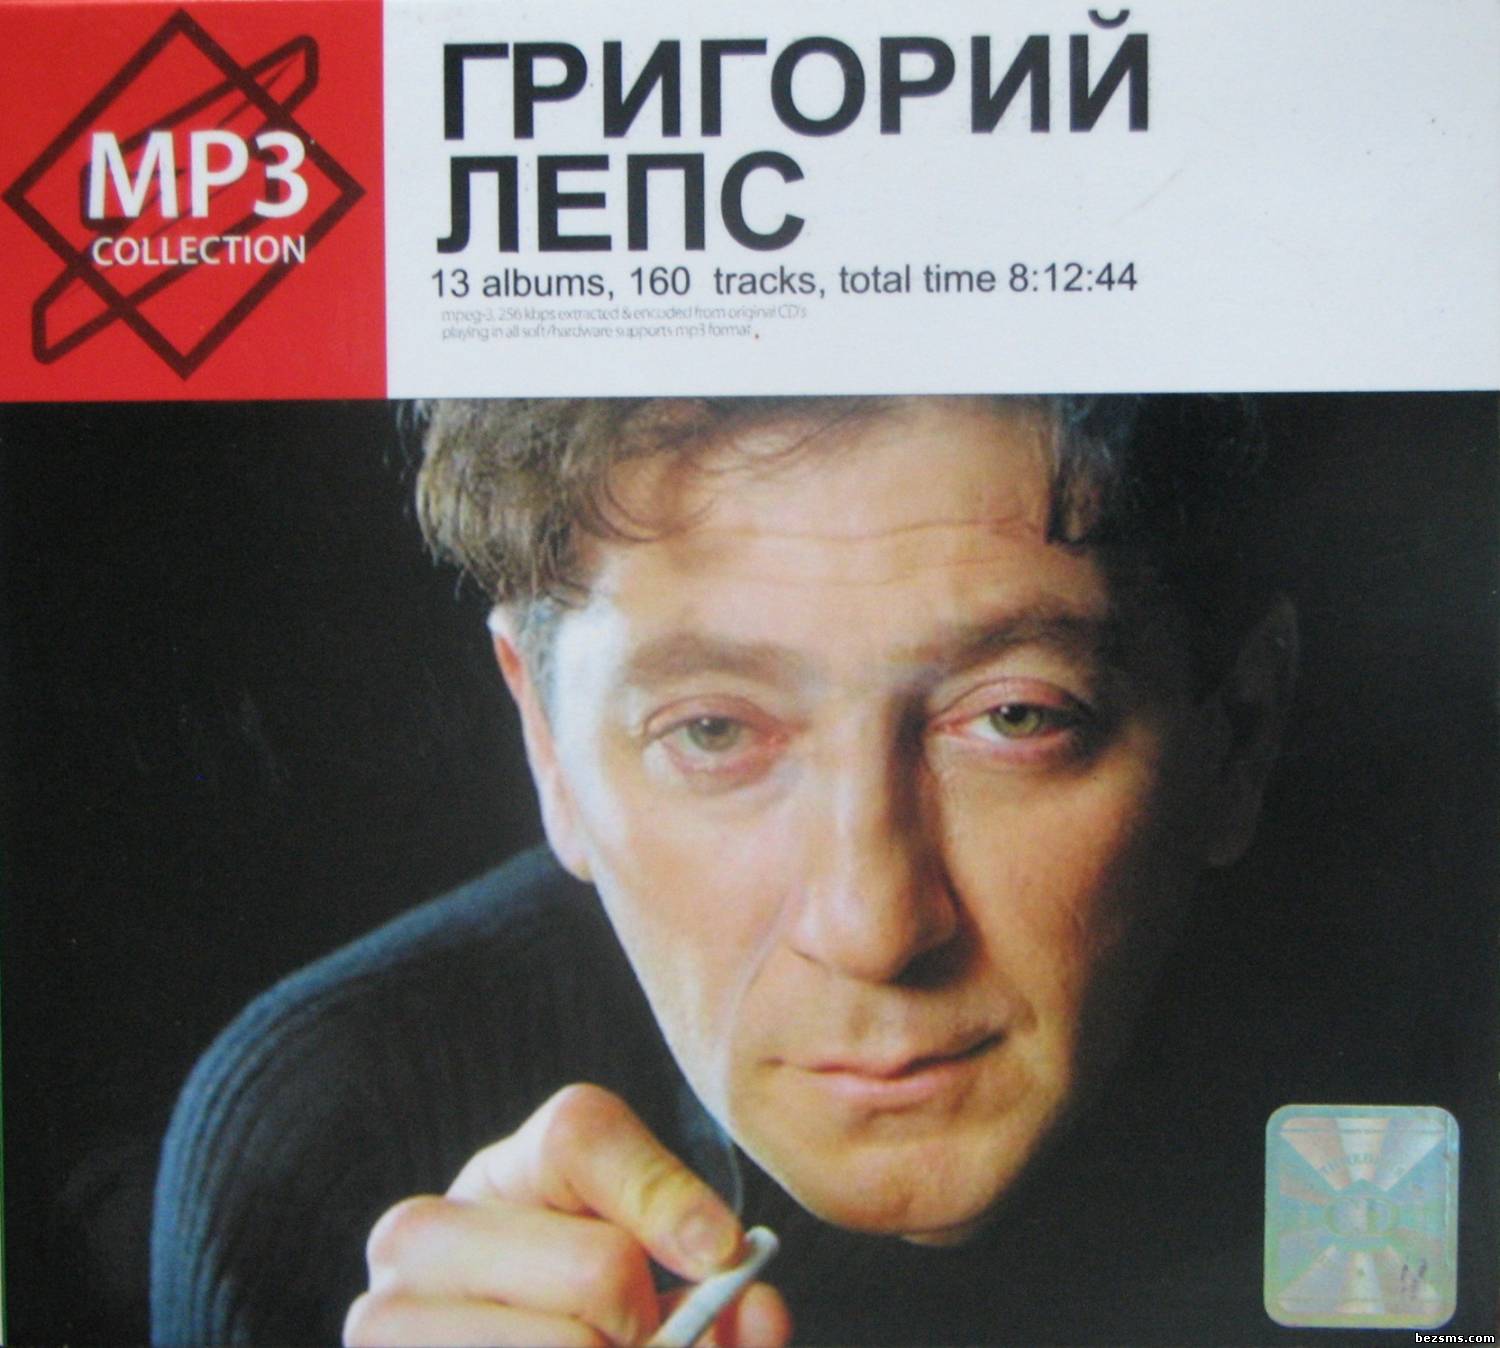 MP3
COLLECTION
ГРИГОРИЙ
ЛЕПС
13 albums, 160 tracks, total time 8:12:44
mpeg-3, 256 kbps extracted & encoded from original CD's
playing in all soft/hardware supports mp3 format.
CD
bezsms.com